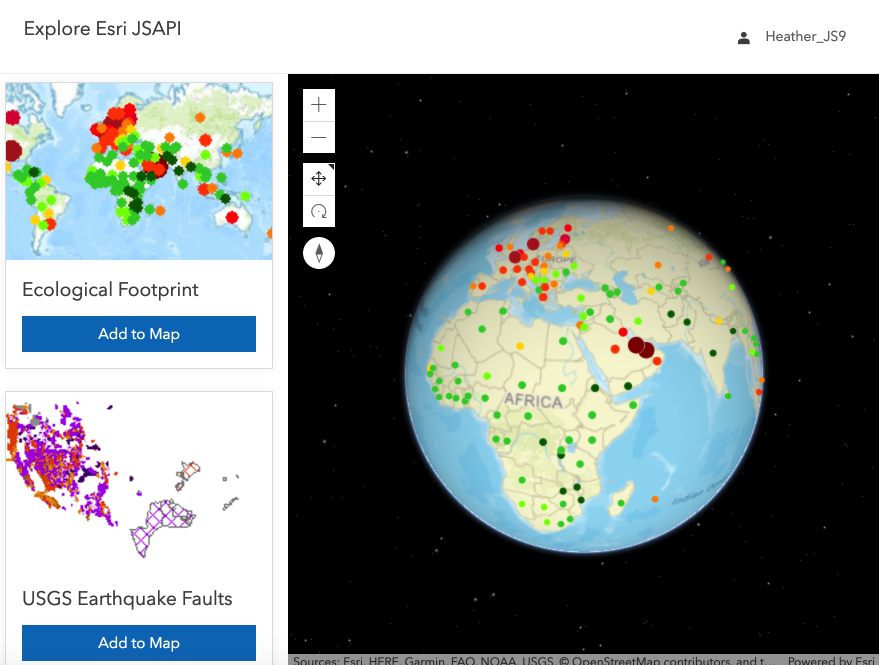 Explore Esri JSAPI
Heather_JS9
Ecological Footprint
Add to Map
USGS Earthquake Faults
Add to Map
EUROPE
AFRICA
Indian
Sources: Esri, HERE, Garmin, FAO, NOAA, USGS, © OpenStreetMap contributors, and t...
Powered by Esri